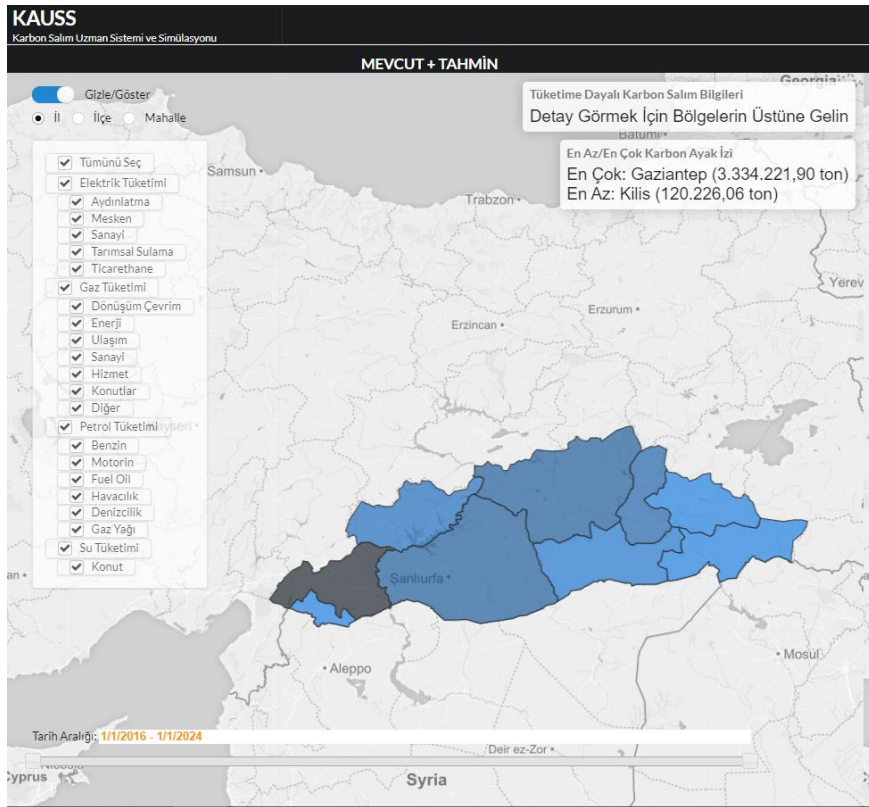 KAUSS
Karbon Salım Uzman Sistemi ve Simülasyonu
MEVCUT + TAHMİN
Gizle/Göster
İl İlçe Mahalle
Tümünü Seç
Elektrik Tüketimi
Aydınlatma
Mesken
Sanayi
Tarımsal Sulama
Ticarethane
Gaz Tüketimi
Dönüşüm Çevrim
Enerji
Ulaşım
Sanayi
Hizmet
Konutlar
Diğer
Petrol Tüketimi
Benzin
Motorin
Fuel Oil
Havacılık
Denizcilik
Gaz Yağı
Su Tüketimi
Konut
Georgia
Tüketime Dayalı Karbon Salım Bilgileri
Detay Görmek İçin Bölgelerin Üstüne Gelin
Batumi
En Az/En Çok Karbon Ayak İzi
En Çok: Gaziantep (3.334.221,90 ton)
En Az: Kilis (120.226,06 ton)
Samsun
Trabzon
Yerev
Erzurum
Erzincan
ayseri
Şanlıurfa
an
Mosul
Aleppo
Tarih Aralığı: 1/1/2016 - 1/1/2024
Deir ez-Zor
Nicosia
Cyprus
Syria